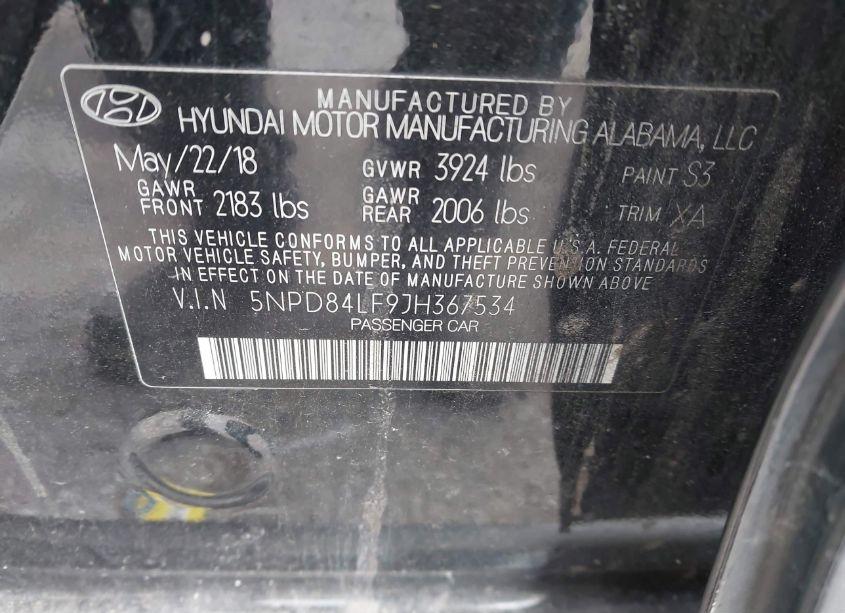 MANUFACTURED BY
HYUNDAI MOTOR MANUFACTURING ALABAMA, LLC
May/22/18 GVWR 3924 lbs PAINT S3
GAWR FRONT 2183 lbs GAWR REAR 2006 lbs TRIM XA
THIS VEHICLE CONFORMS TO ALL APPLICABLE U.S.A. FEDERAL
MOTOR VEHICLE SAFETY, BUMPER, AND THEFT PREVENTION STANDARDS
IN EFFECT ON THE DATE OF MANUFACTURE SHOWN ABOVE
V.I.N 5NPD84LF9JH367534
PASSENGER CAR